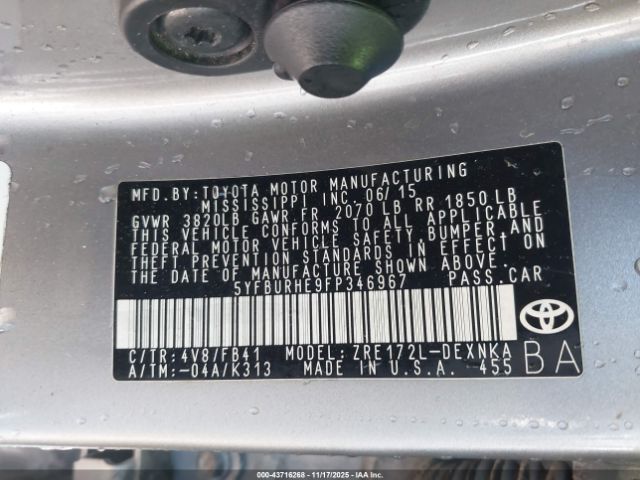 MFD.BY: TOYOTA MOTOR MANUFACTURING
MISSISSIPPI INC. 06/15
GVWR 3820LB GAWR FR 2070 LB RR 1850 LB
THIS VEHICLE CONFORMS TO ALL APPLICABLE
FEDERAL MOTOR VEHICLE SAFETY, BUMPER, AND
THEFT PREVENTION STANDARDS IN EFFECT ON
THE DATE OF MANUFACTURE SHOWN ABOVE.
5YFBURHE9FP346967 PASS.CAR
C/TR: 4V8/FB41 MODEL: ZRE172L-DEXNKA
A/TM: -04A/K313 MADE IN U.S.A. 455
BA
000-43716268 - 11/17/2025 - IAA Inc.